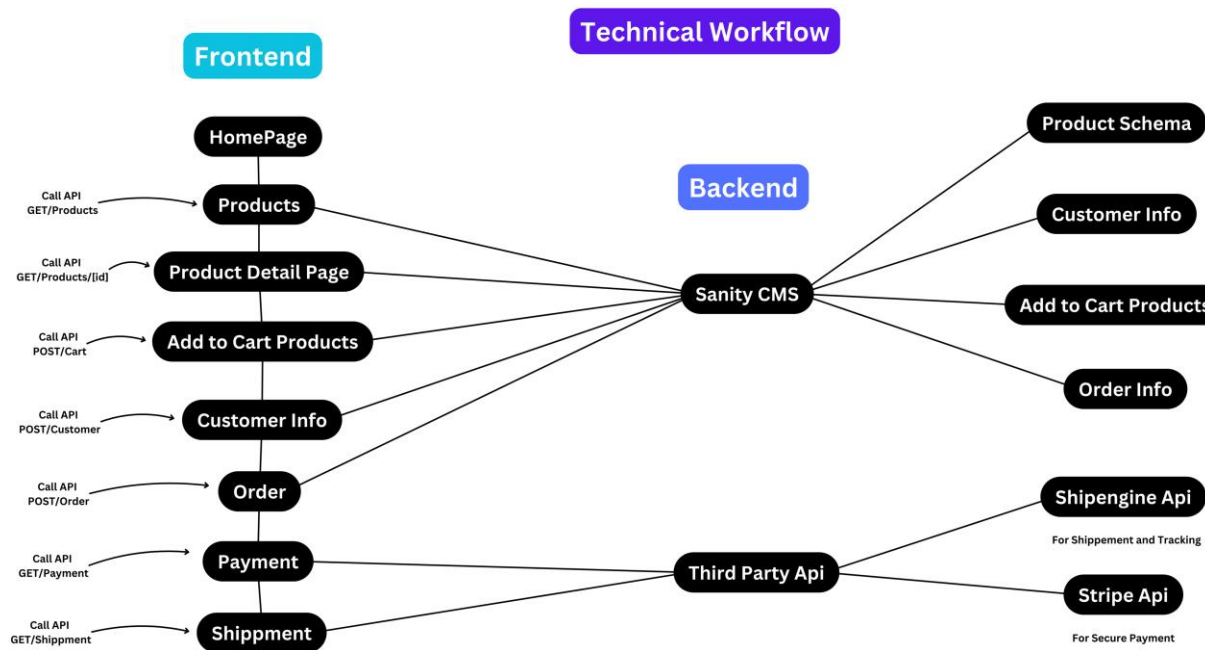 Technical Workflow
Frontend
HomePage
Product Schema
Backend
Call API
GET/Products
Products
Customer Info
Call API
GET/Products/[id]
Product Detail Page
Sanity CMS
Add to Cart Products
Call API
POST/Cart
Add to Cart Products
Order Info
Call API
POST/Customer
Customer Info
Call API
POST/Order
Order
Shipengine Api
For Shippement and Tracking
Call API
GET/Payment
Payment
Third Party Api
Stripe Api
For Secure Payment
Call API
GET/Shippment
Shippment